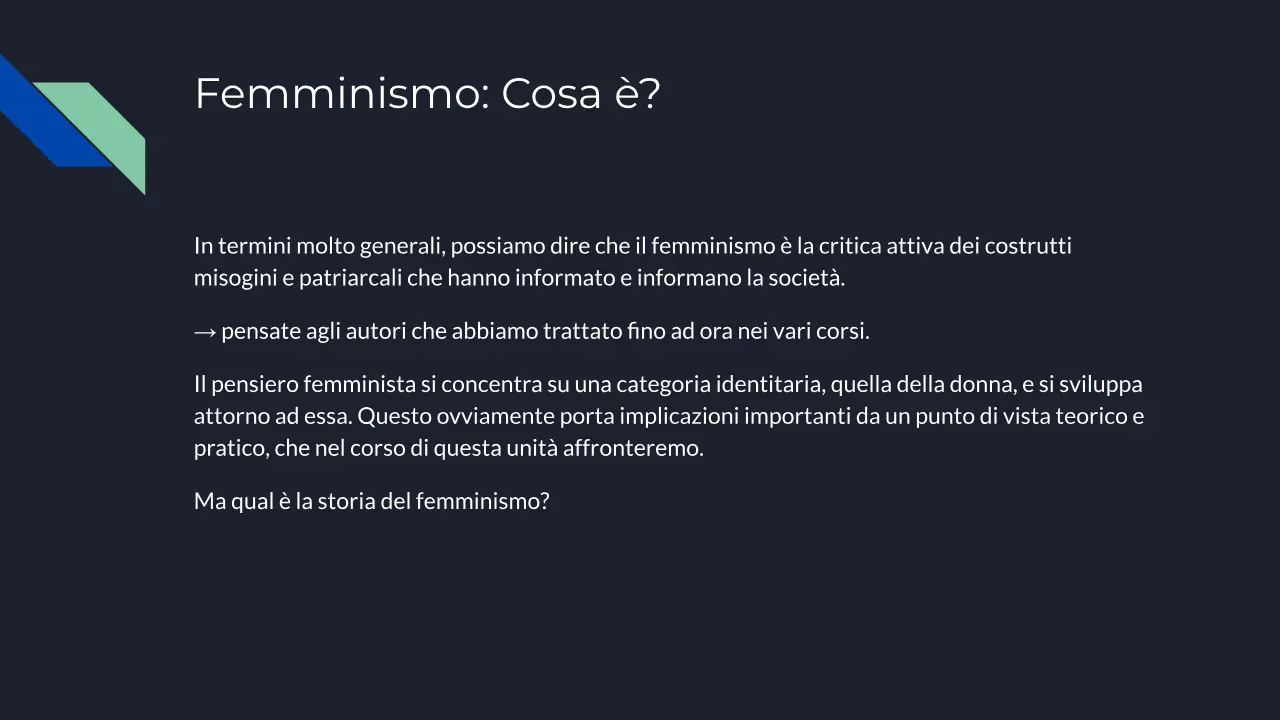 Femminismo: Cosa è?
In termini molto generali, possiamo dire che il femminismo è la critica attiva dei costrutti
misogini e patriarcali che hanno informato e informano la società.
→ pensate agli autori che abbiamo trattato fino ad ora nei vari corsi.
Il pensiero femminista si concentra su una categoria identitaria, quella della donna, e si sviluppa
attorno ad essa. Questo ovviamente porta implicazioni importanti da un punto di vista teorico e
pratico, che nel corso di questa unità affronteremo.
Ma qual è la storia del femminismo?